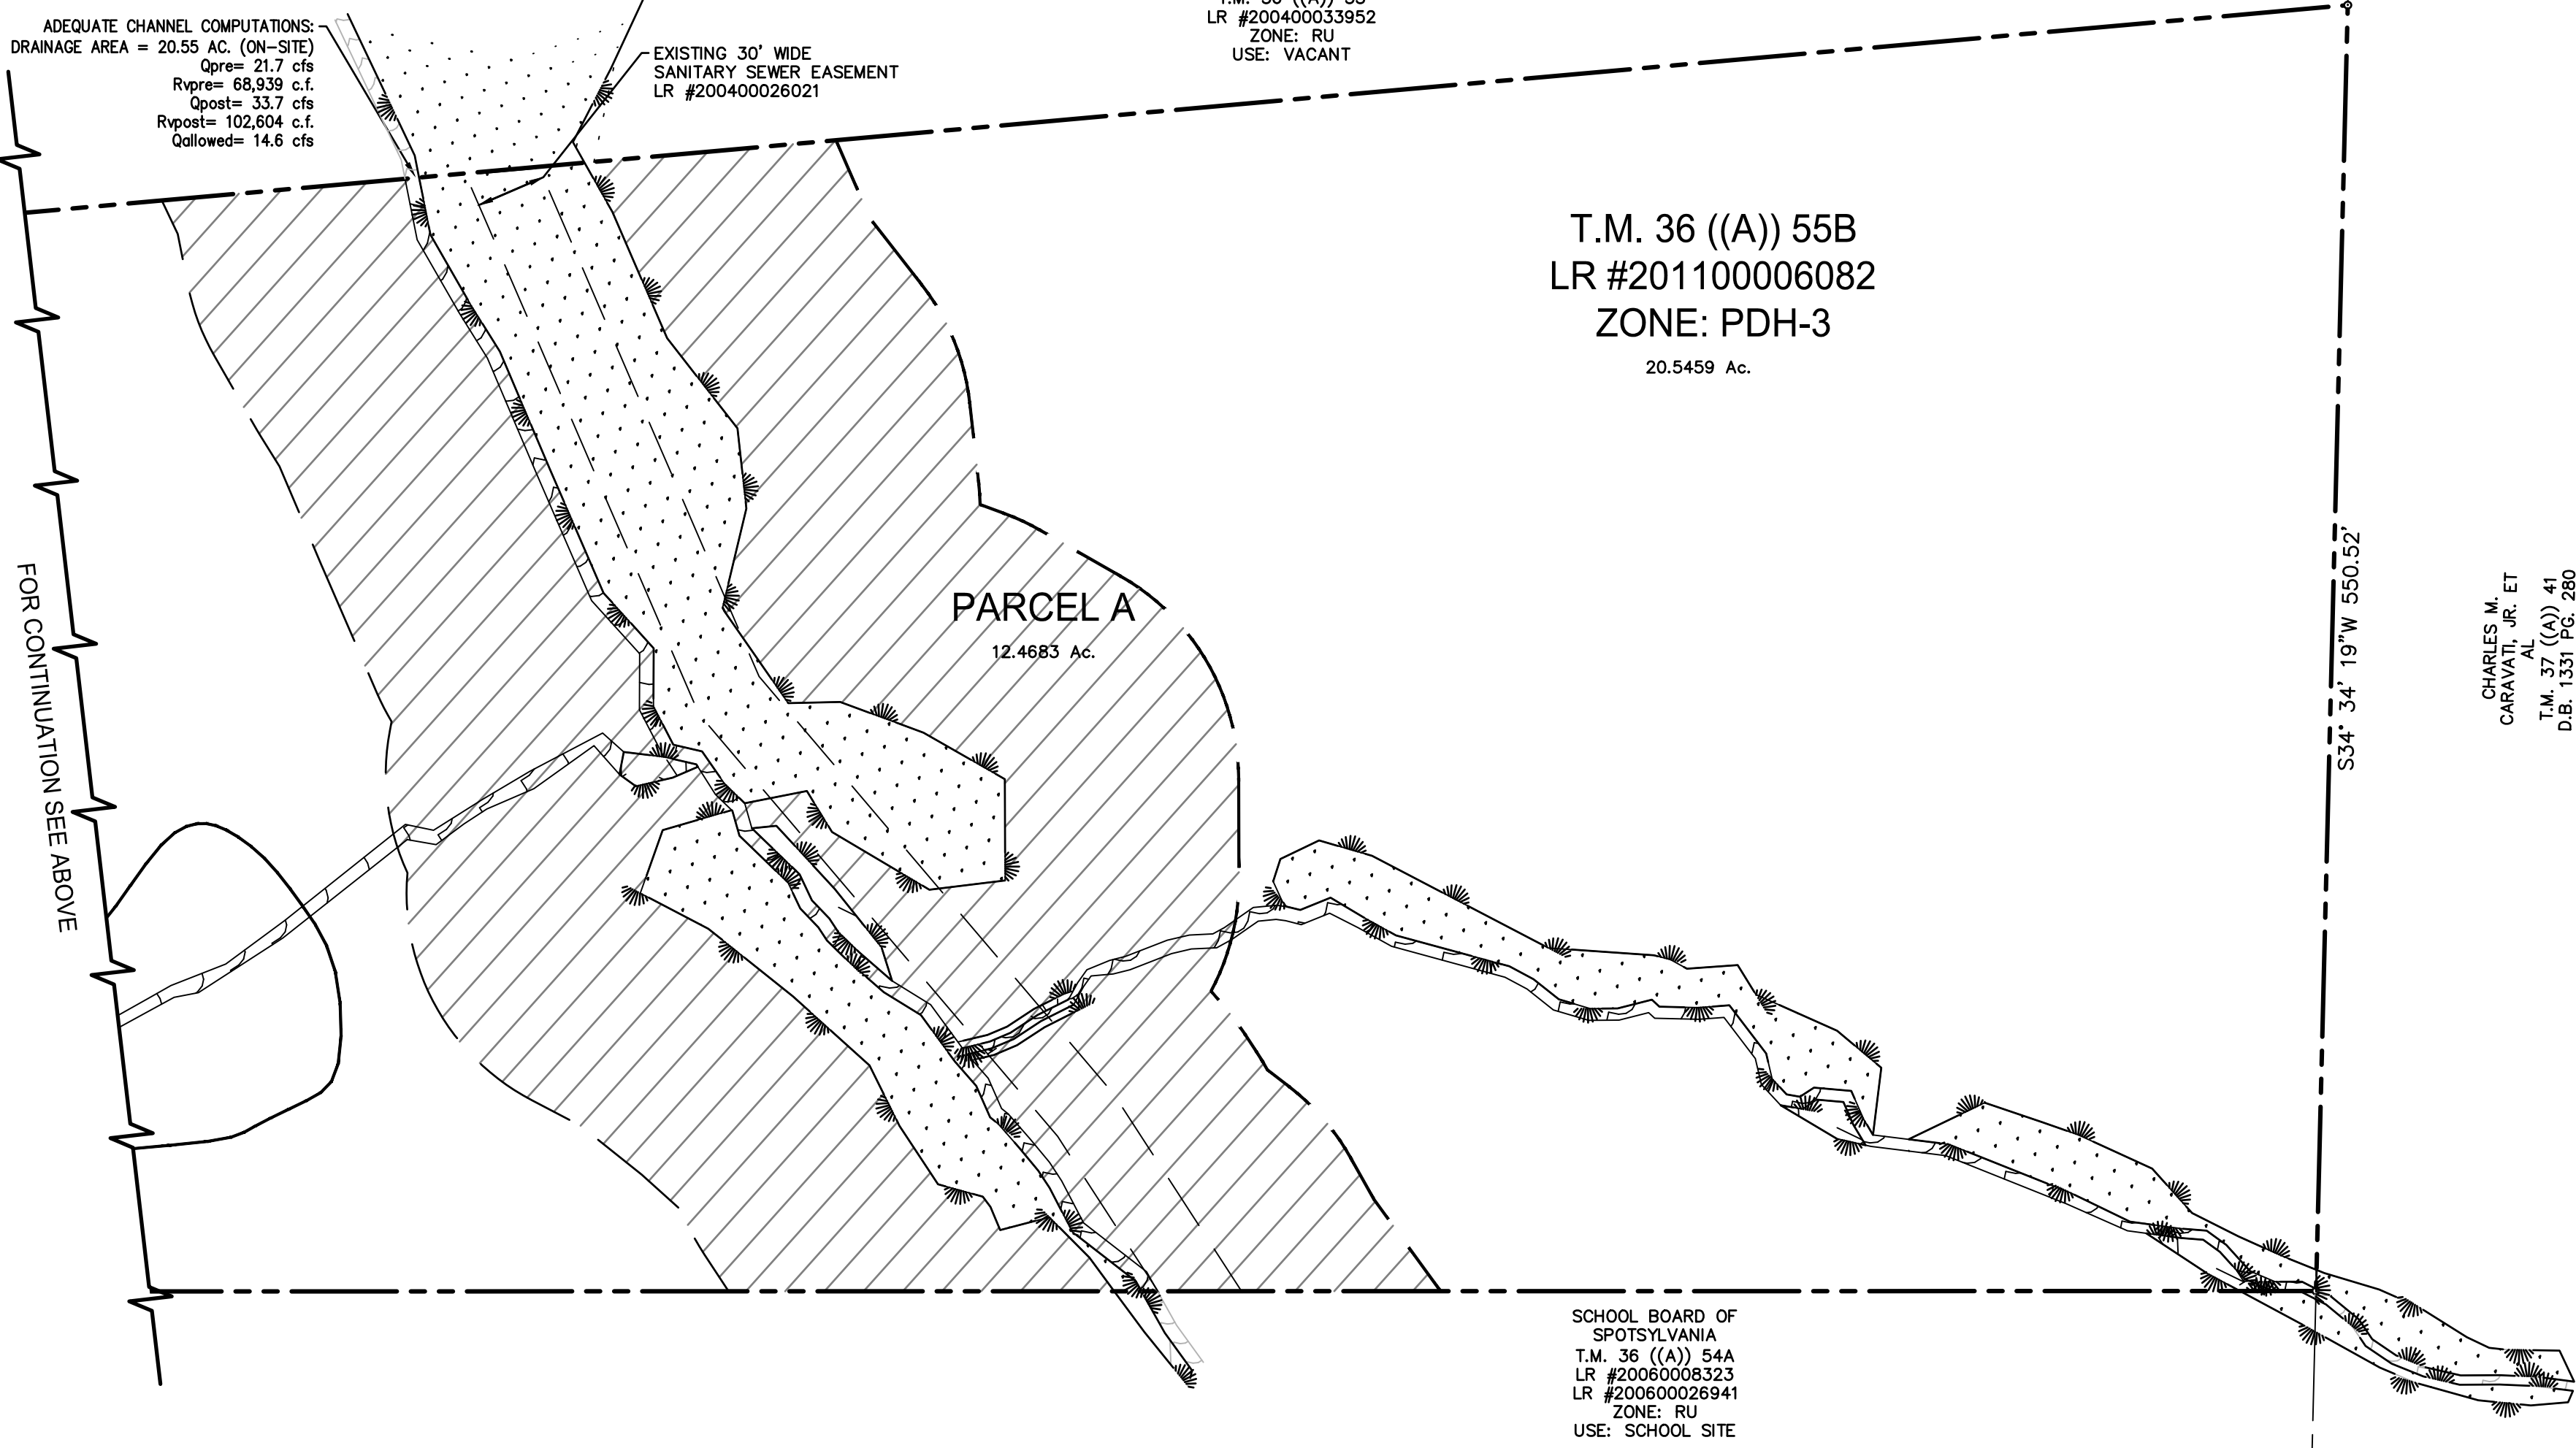 ADEQUATE CHANNEL COMPUTATIONS:
DRAINAGE AREA = 20.55 AC. (ON-SITE)
Qpre= 21.7 cfs
Rvpre= 68,939 c.f.
Qpost= 33.7 cfs
Rvpost= 102,604 c.f.
Qallowed= 14.6 cfs
EXISTING 30' WIDE
SANITARY SEWER EASEMENT
LR #200400026021
LR #200400033952
ZONE: RU
USE: VACANT
T.M. 36 ((A)) 55B
LR #201100006082
ZONE: PDH-3
20.5459 Ac.
PARCEL A
12.4683 Ac.
FOR CONTINUATION SEE ABOVE
S34° 34' 19"W 550.52'
CHARLES M.
CARAVATI, JR. ET
AL
T.M. 37 ((A)) 41
D.B. 1331 PG. 280
SCHOOL BOARD OF
SPOTSYLVANIA
T.M. 36 ((A)) 54A
LR #20060008323
LR #200600026941
ZONE: RU
USE: SCHOOL SITE